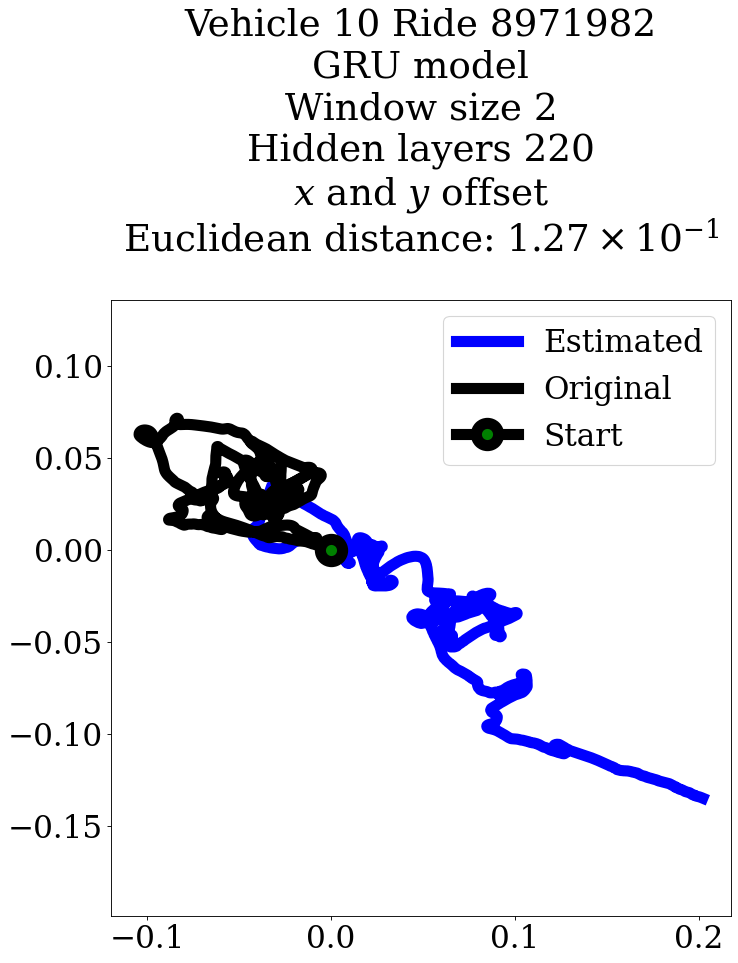 Vehicle 10 Ride 8971982
GRU model
Window size 2
Hidden layers 220
x and y offset
Euclidean distance: 1.27 × 10⁻¹
Estimated
Original
Start
0.10
0.05
0.00
−0.05
−0.10
−0.15
−0.1 0.0 0.1 0.2